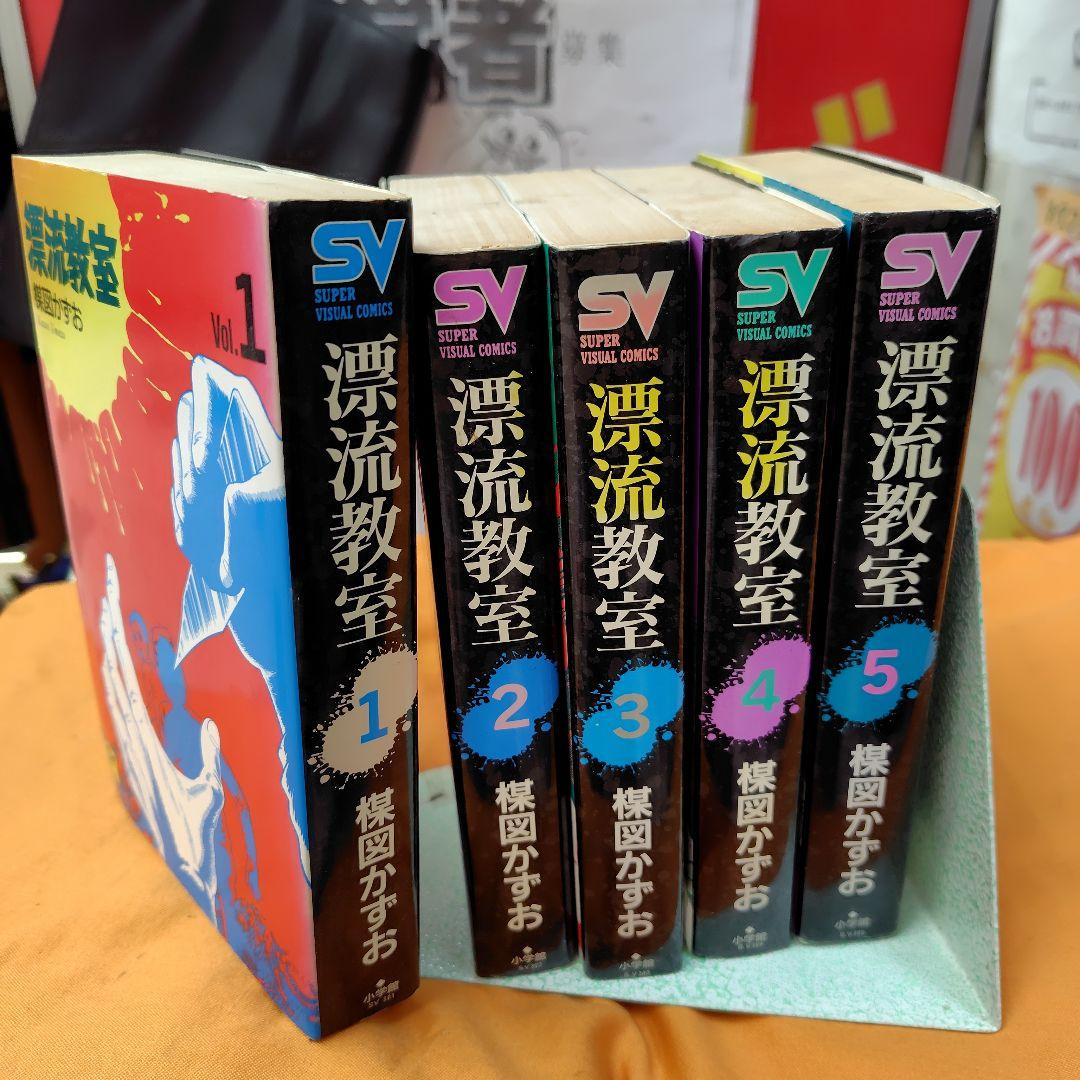 者
募集
漂流教室
楳図かずお
Vol.1
SV
SUPER
VISUAL COMICS
漂流教室
1
楳図かずお
小学館
SV
SUPER
VISUAL COMICS
漂流教室
2
楳図かずお
小学館
SV
SUPER
VISUAL COMICS
漂流教室
3
楳図かずお
小学館
SV
SUPER
VISUAL COMICS
漂流教室
4
楳図かずお
小学館
SV
SUPER
VISUAL COMICS
漂流教室
5
楳図かずお
小学館
100